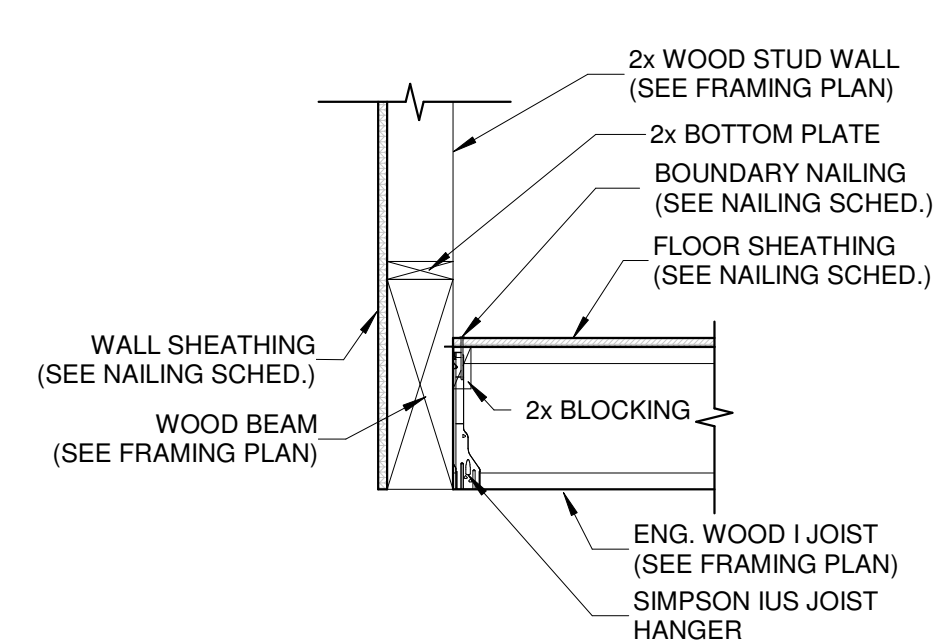 2x WOOD STUD WALL
(SEE FRAMING PLAN)
2x BOTTOM PLATE
BOUNDARY NAILING
(SEE NAILING SCHED.)
FLOOR SHEATHING
(SEE NAILING SCHED.)
WALL SHEATHING
(SEE NAILING SCHED.)
WOOD BEAM
(SEE FRAMING PLAN)
2x BLOCKING
ENG. WOOD I JOIST
(SEE FRAMING PLAN)
SIMPSON IUS JOIST
HANGER